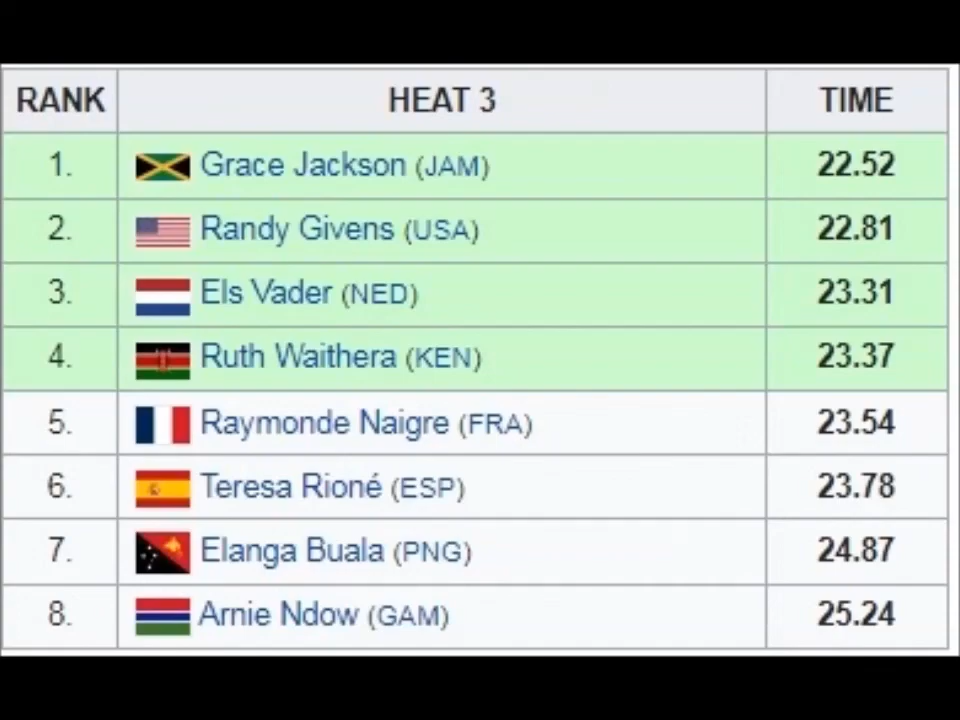 RANK HEAT 3 TIME
1. Grace Jackson (JAM) 22.52
2. Randy Givens (USA) 22.81
3. Els Vader (NED) 23.31
4. Ruth Waithera (KEN) 23.37
5. Raymonde Naigre (FRA) 23.54
6. Teresa Rioné (ESP) 23.78
7. Elanga Buala (PNG) 24.87
8. Arnie Ndow (GAM) 25.24